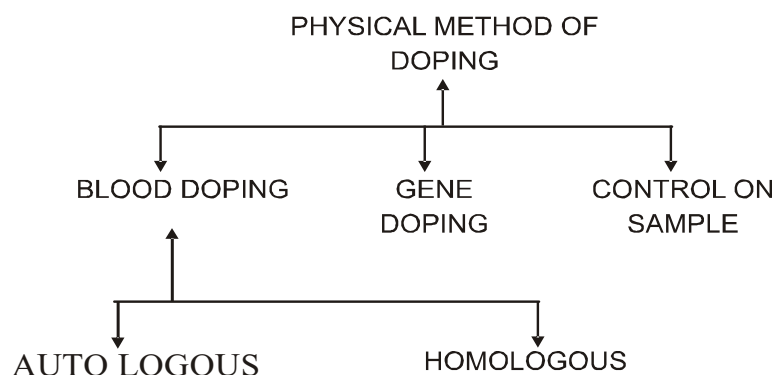 PHYSICAL METHOD OF
DOPING
BLOOD DOPING
GENE
DOPING
CONTROL ON
SAMPLE
AUTO LOGOUS
HOMOLOGOUS